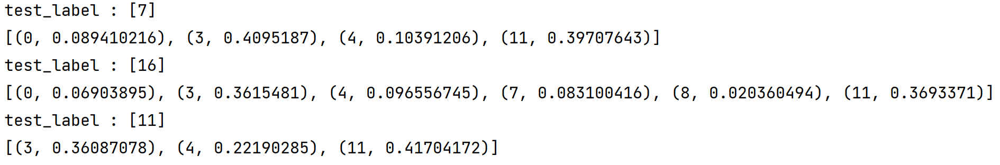 test_label : [7]
[(0, 0.089410216), (3, 0.4095187), (4, 0.10391206), (11, 0.39707643)]
test_label : [16]
[(0, 0.06903895), (3, 0.3615481), (4, 0.096556745), (7, 0.083100416), (8, 0.020360494), (11, 0.3693371)]
test_label : [11]
[(3, 0.36087078), (4, 0.22190285), (11, 0.41704172)]